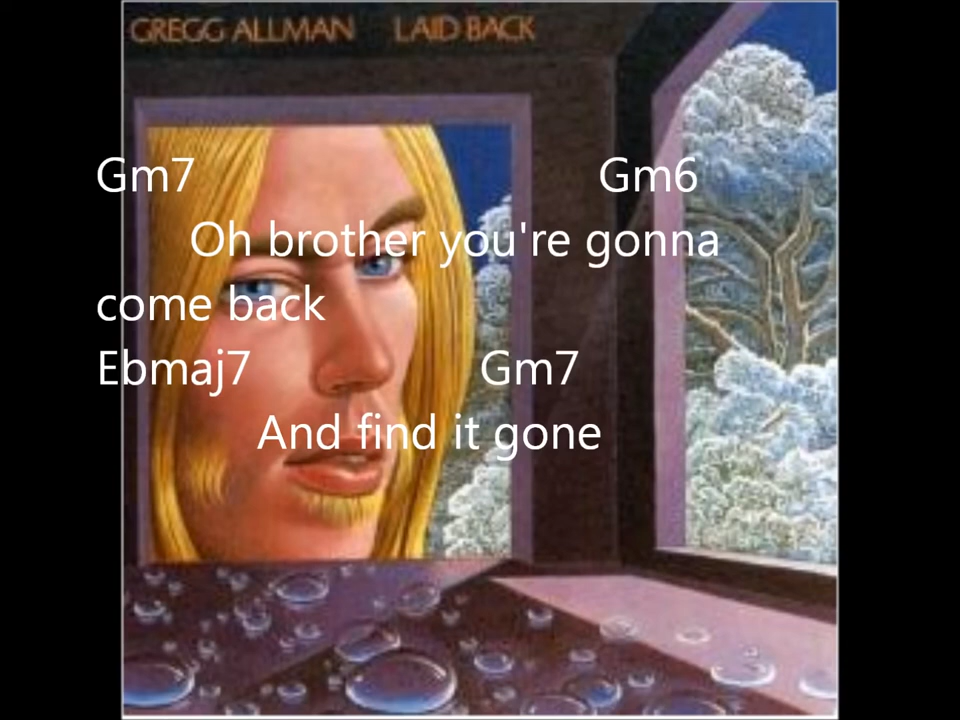 GREGG ALLMAN LAID BACK
Gm7 Gm6
Oh brother you're gonna
come back
Ebmaj7 Gm7
And find it gone